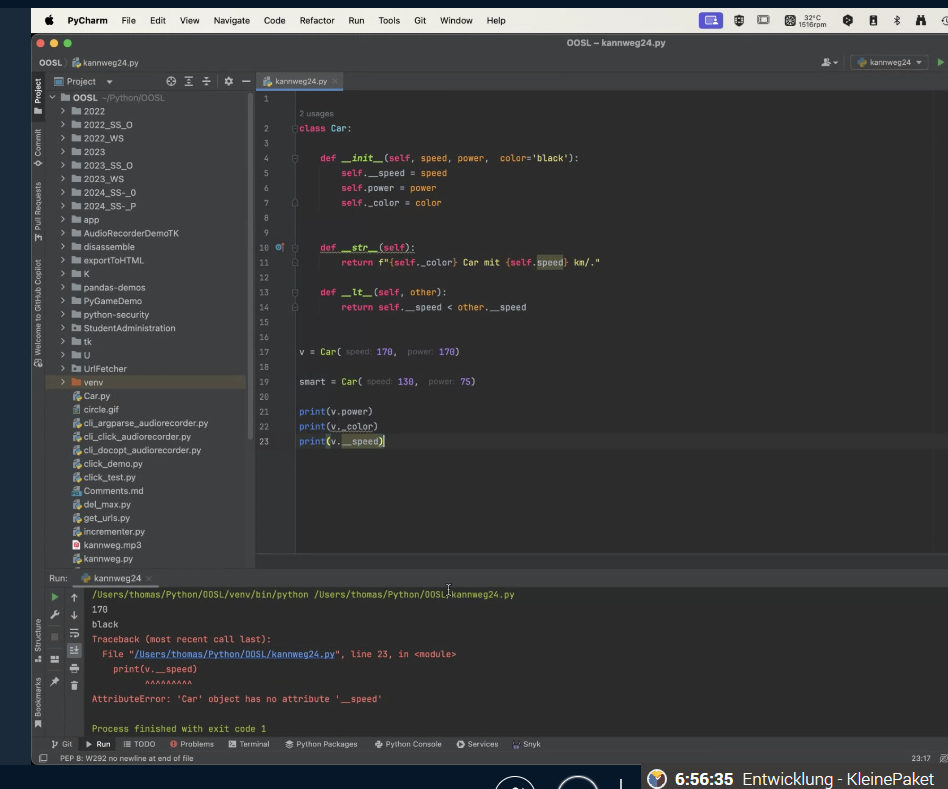 PyCharm File Edit View Navigate Code Refactor Run Tools Git Window Help 32°C 1516rpm
OOSL – kannweg24.py
OOSL kannweg24.py kannweg24
Project kannweg24.py
OOSL ~/Python/OOSL
2022
2022_SS_O
2022_WS
2023
2023_SS_O
2023_WS
2024_SS-_0
2024_SS-_P
app
AudioRecorderDemoTK
disassemble
exportToHTML
K
pandas-demos
PyGameDemo
python-security
StudentAdministration
tk
U
UrlFetcher
venv
Car.py
circle.gif
cli_argparse_audiorecorder.py
cli_click_audiorecorder.py
cli_docopt_audiorecorder.py
click_demo.py
click_test.py
Comments.md
del_max.py
get_urls.py
incrementer.py
kannweg.mp3
kannweg.py
Project
Commit
Pull Requests
Welcome to GitHub Copilot
Structure
Bookmarks
1
2 usages
2 class Car:
3
4 def __init__(self, speed, power, color='black'):
5 self.__speed = speed
6 self.power = power
7 self._color = color
8
9
10 def __str__(self):
11 return f"{self._color} Car mit {self.speed} km/."
12
13 def __lt__(self, other):
14 return self.__speed < other.__speed
15
16
17 v = Car( speed: 170, power: 170)
18
19 smart = Car( speed: 130, power: 75)
20
21 print(v.power)
22 print(v._color)
23 print(v.__speed)
Run: kannweg24
/Users/thomas/Python/OOSL/venv/bin/python /Users/thomas/Python/OOSL/kannweg24.py
170
black
Traceback (most recent call last):
File "/Users/thomas/Python/OOSL/kannweg24.py", line 23, in <module>
print(v.__speed)
^^^^^^^^^
AttributeError: 'Car' object has no attribute '__speed'
Process finished with exit code 1
Git Run TODO Problems Terminal Python Packages Python Console Services Snyk
PEP 8: W292 no newline at end of file 23:17
6:56:35 Entwicklung - KleinePaket